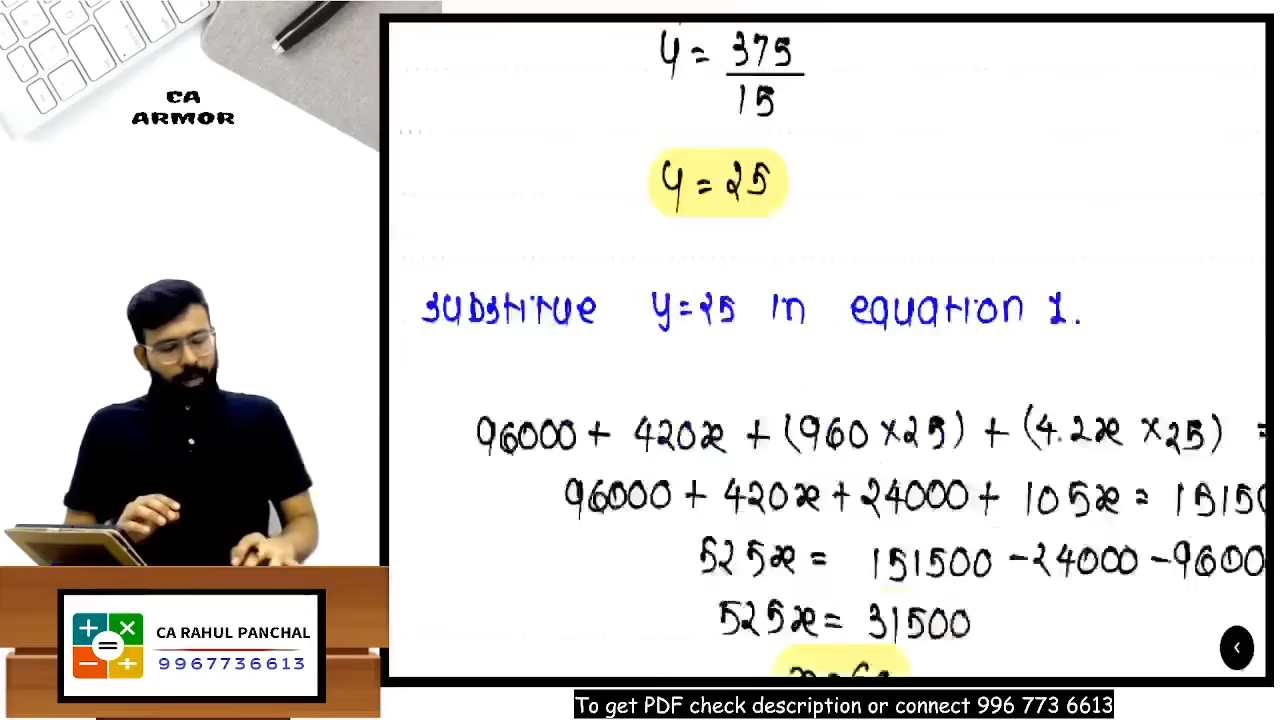 CA
ARMOR
y = 375
15
y = 25
substitue y=25 in equation 1.
96000 + 420x + (960 ×25) + (4.2x ×25) =
96000 + 420x + 24000 + 105x = 15150
525x = 151500 -24000 -96000
525x = 31500
CA RAHUL PANCHAL
9967736613
To get PDF check description or connect 996 773 6613